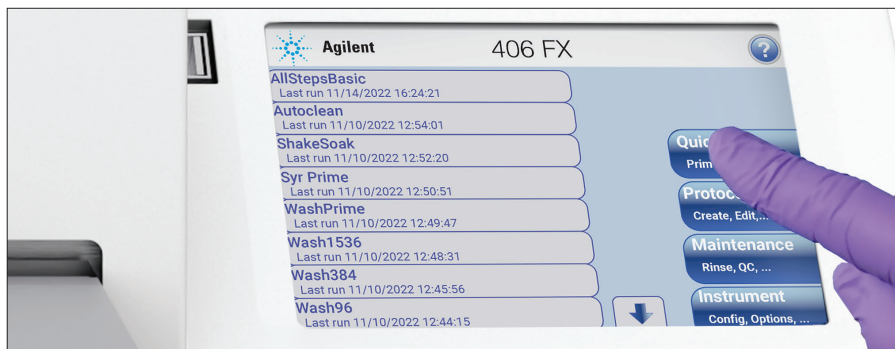 Agilent
406 FX
?
AllStepsBasic
Last run 11/14/2022 16:24:21
Autoclean
Last run 11/10/2022 12:54:01
ShakeSoak
Last run 11/10/2022 12:52:20
Syr Prime
Last run 11/10/2022 12:50:51
WashPrime
Last run 11/10/2022 12:49:47
Wash1536
Last run 11/10/2022 12:48:31
Wash384
Last run 11/10/2022 12:45:56
Wash96
Last run 11/10/2022 12:44:15
Create, Edit,...
Maintenance
Rinse, QC, ...
Instrument
Config, Options, ...